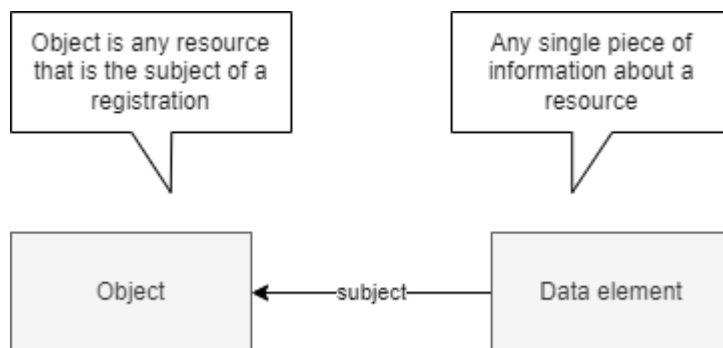 Object is any resource
that is the subject of a
registration
Any single piece of
information about a
resource
Object
subject
Data element